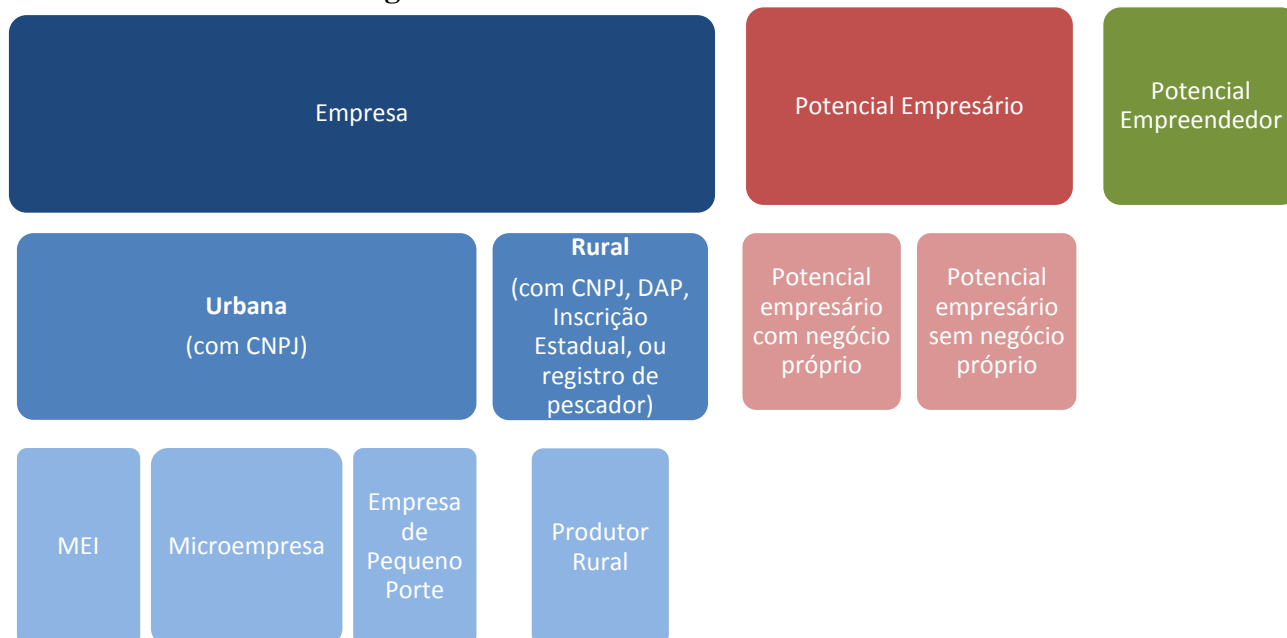 Empresa
Potencial Empresário
Potencial
Empreendedor
Urbana
(com CNPJ)
Rural
(com CNPJ, DAP,
Inscrição
Estadual, ou
registro de
pescador)
Potencial
empresário
com negócio
próprio
Potencial
empresário
sem negócio
próprio
MEI
Microempresa
Empresa
de
Pequeno
Porte
Produtor
Rural